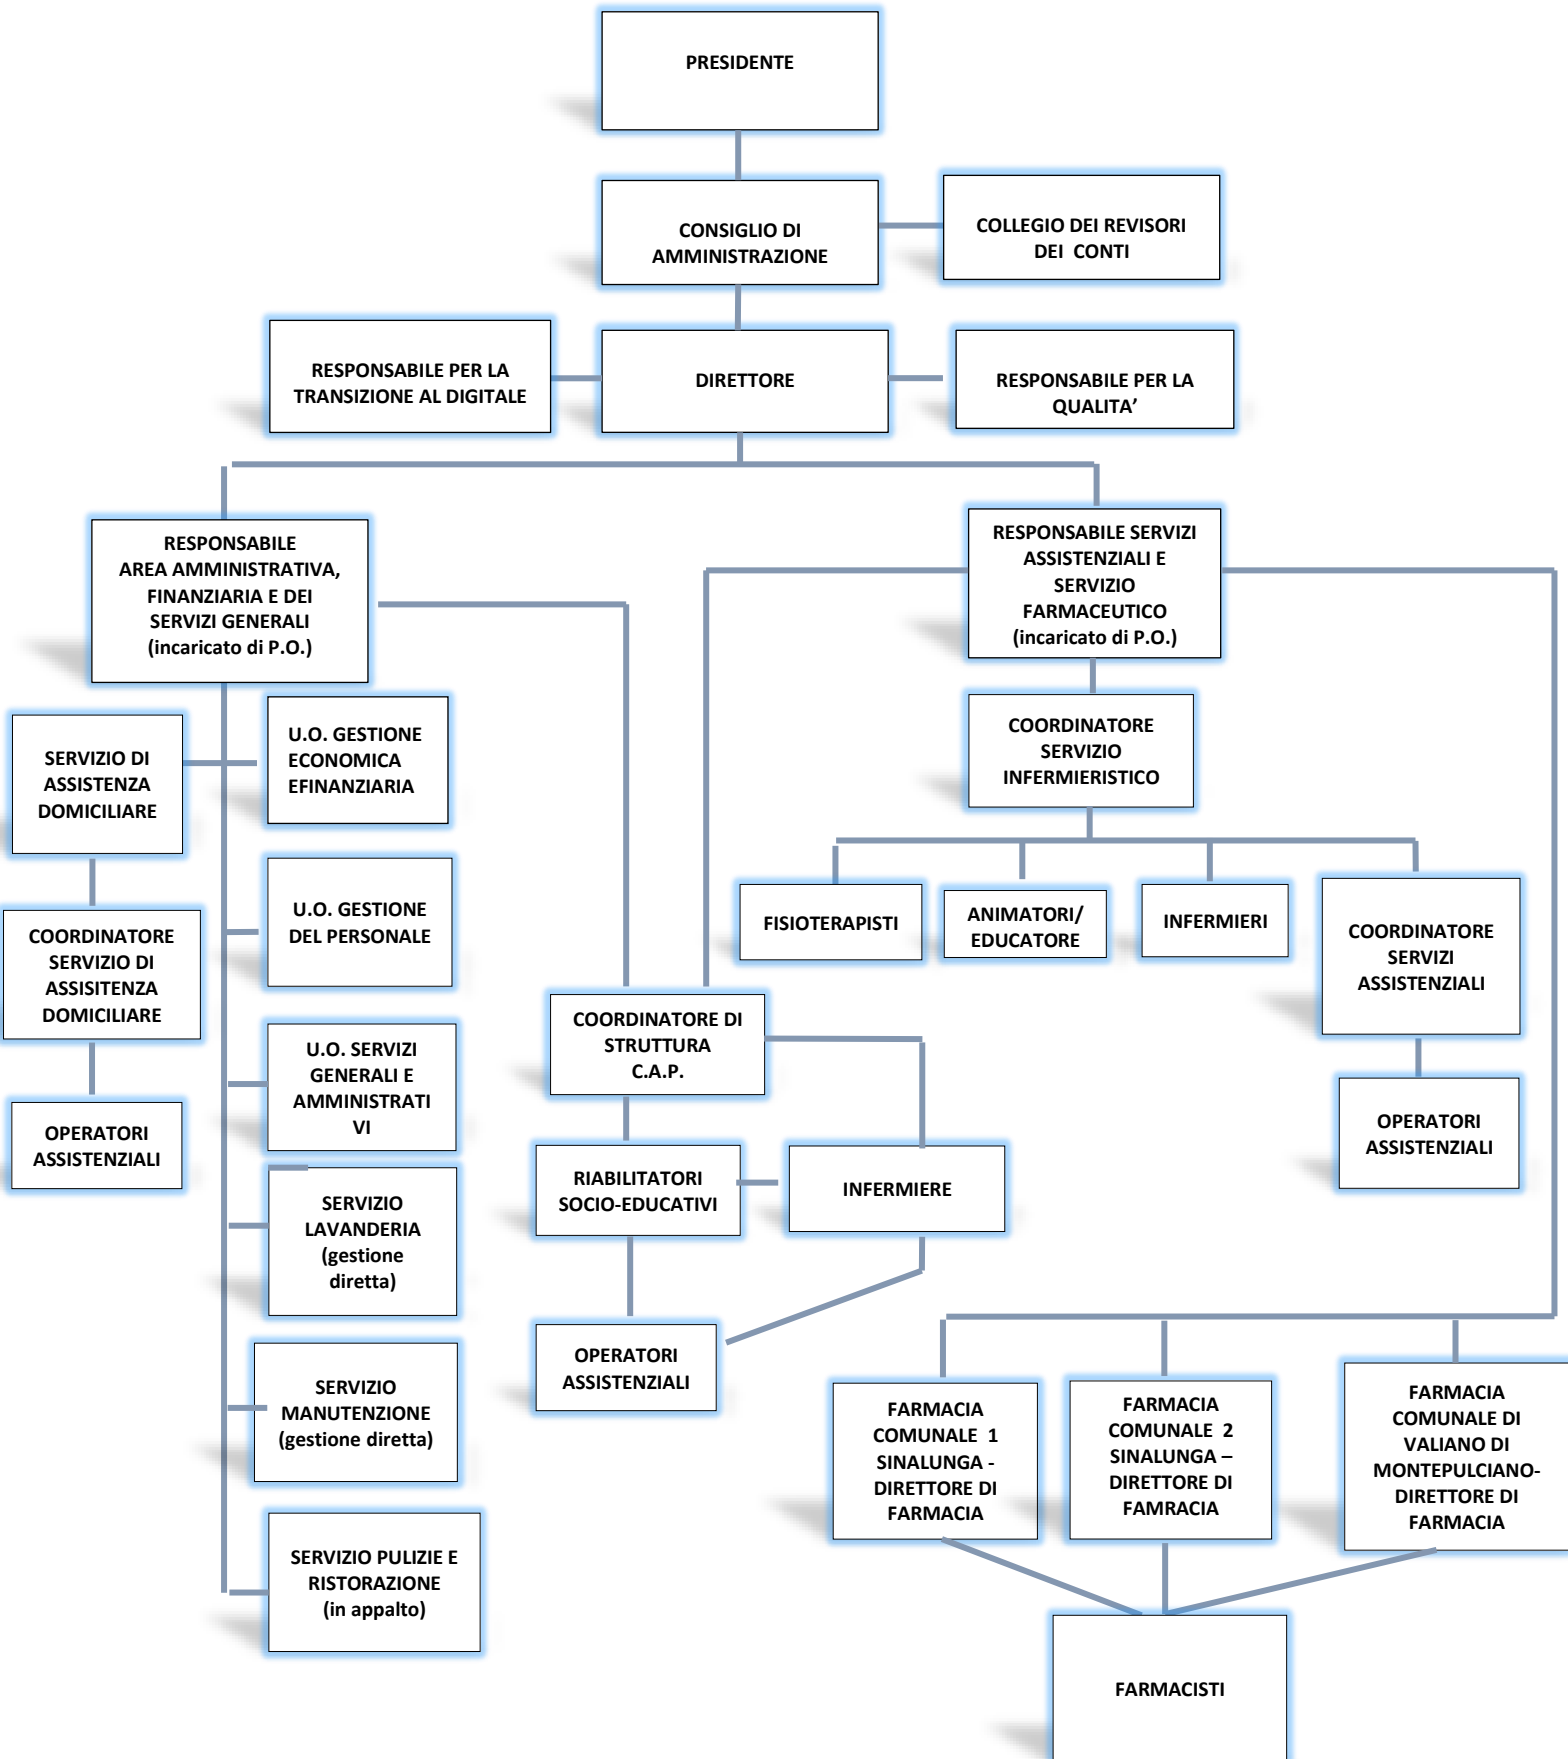 PRESIDENTE
CONSIGLIO DI
AMMINISTRAZIONE
COLLEGIO DEI REVISORI
DEI CONTI
RESPONSABILE PER LA
TRANSIZIONE AL DIGITALE
DIRETTORE
RESPONSABILE PER LA
QUALITA’
RESPONSABILE
AREA AMMINISTRATIVA,
FINANZIARIA E DEI
SERVIZI GENERALI
(incaricato di P.O.)
RESPONSABILE SERVIZI
ASSISTENZIALI E
SERVIZIO
FARMACEUTICO
(incaricato di P.O.)
SERVIZIO DI
ASSISTENZA
DOMICILIARE
U.O. GESTIONE
ECONOMICA
EFINANZIARIA
COORDINATORE
SERVIZIO
INFERMIERISTICO
COORDINATORE
SERVIZIO DI
ASSISITENZA
DOMICILIARE
U.O. GESTIONE
DEL PERSONALE
FISIOTERAPISTI
ANIMATORI/
EDUCATORE
INFERMIERI
COORDINATORE
SERVIZI
ASSISTENZIALI
OPERATORI
ASSISTENZIALI
U.O. SERVIZI
GENERALI E
AMMINISTRATI
VI
COORDINATORE DI
STRUTTURA
C.A.P.
OPERATORI
ASSISTENZIALI
SERVIZIO
LAVANDERIA
(gestione
diretta)
RIABILITATORI
SOCIO-EDUCATIVI
INFERMIERE
OPERATORI
ASSISTENZIALI
SERVIZIO
MANUTENZIONE
(gestione diretta)
FARMACIA
COMUNALE 1
SINALUNGA -
DIRETTORE DI
FARMACIA
FARMACIA
COMUNALE 2
SINALUNGA –
DIRETTORE DI
FAMRACIA
FARMACIA
COMUNALE DI
VALIANO DI
MONTEPULCIANO-
DIRETTORE DI
FARMACIA
SERVIZIO PULIZIE E
RISTORAZIONE
(in appalto)
FARMACISTI